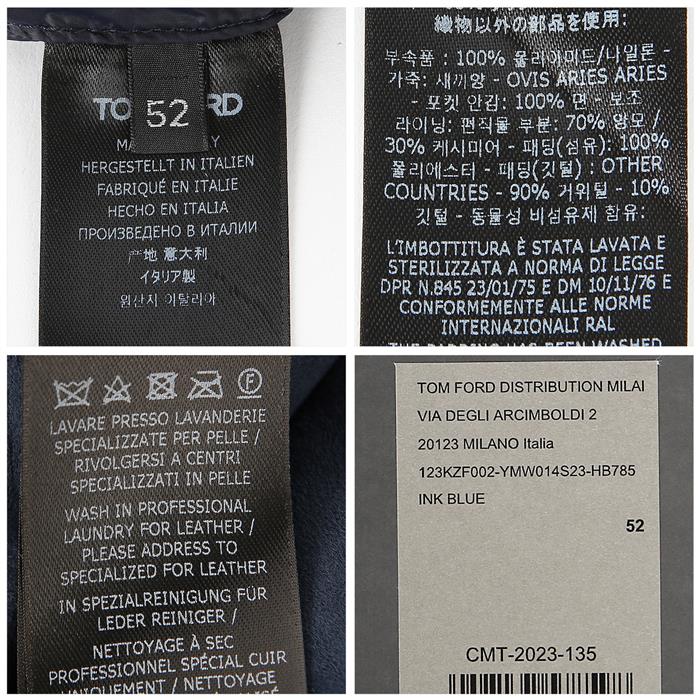 52
HERGESTELLT IN ITALIEN
FABRIQUÉ EN ITALIE
HECHO EN ITALIA
ПРОИЗВЕДЕНО В ИТАЛИИ
产地 意大利
イタリア製
원산지 이탈리아
織物以外の部品を使用:
부속품 : 100% 폴리아미드/나일론 -
가죽: 새끼양 - OVIS ARIES ARIES
- 포켓 안감: 100% 면 - 보조
라이닝: 편직물 부분: 70% 양모 /
30% 케시미어 - 패딩(섬유): 100%
폴리에스터 - 패딩(깃털) : OTHER
COUNTRIES - 90% 거위털 - 10%
깃털 - 동물성 비섬유재 함유:
L'IMBOTTITURA È STATA LAVATA E
STERILIZZATA A NORMA DI LEGGE
DPR N.845 23/01/75 E DM 10/11/76 E
CONFORMEMENTE ALLE NORME
INTERNAZIONALI RAL
THE PADDING HAS BEEN WASHED
LAVARE PRESSO LAVANDERIE
SPECIALIZZATE PER PELLE /
RIVOLGERSI A CENTRI
SPECIALIZZATI IN PELLE
WASH IN PROFESSIONAL
LAUNDRY FOR LEATHER /
PLEASE ADDRESS TO
SPECIALIZED FOR LEATHER
IN SPEZIALREINIGUNG FÜR
LEDER REINIGER /
NETTOYAGE À SEC
PROFESSIONNEL SPÉCIAL CUIR
UNIQUEMENT / NETTOYAGE
TOM FORD DISTRIBUTION MILAI
VIA DEGLI ARCIMBOLDI 2
20123 MILANO Italia
123KZF002-YMW014S23-HB785
INK BLUE
52
CMT-2023-135